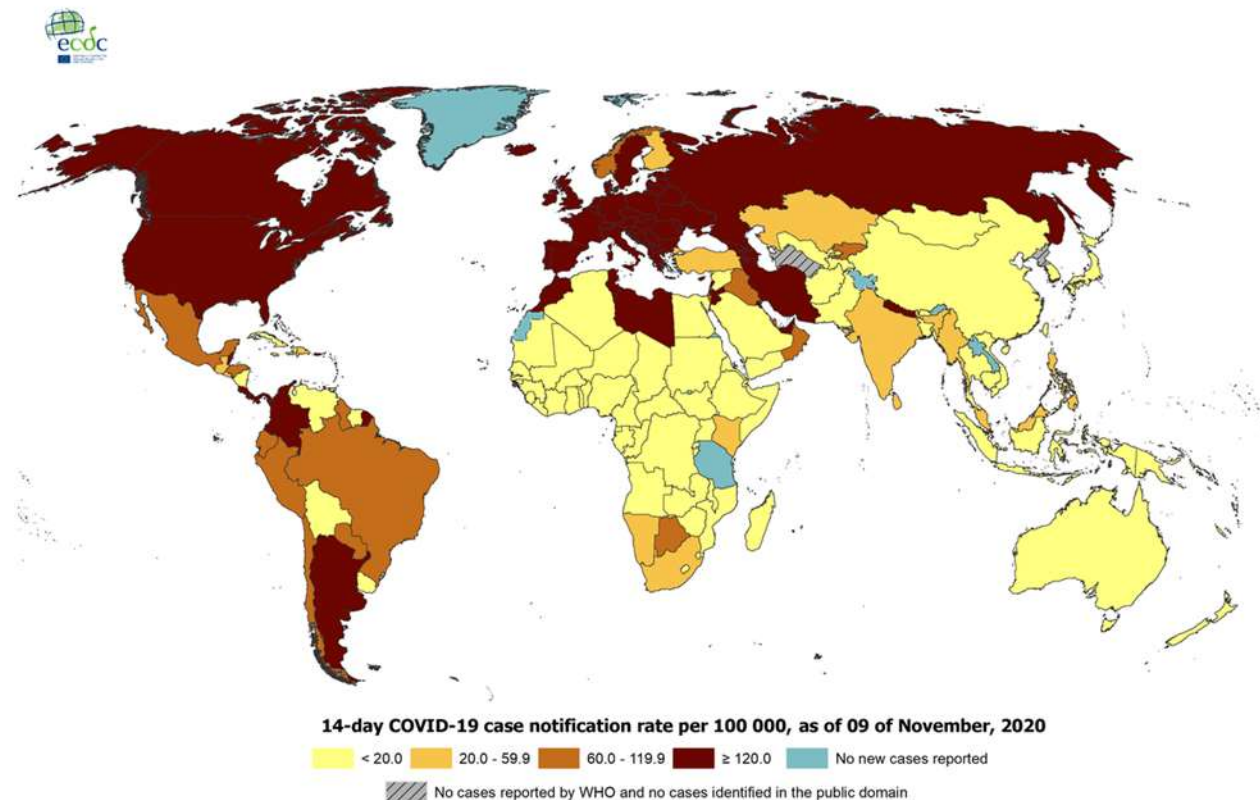 ecdc
14-day COVID-19 case notification rate per 100 000, as of 09 of November, 2020
< 20.0 20.0 - 59.9 60.0 - 119.9 ≥ 120.0 No new cases reported
No cases reported by WHO and no cases identified in the public domain